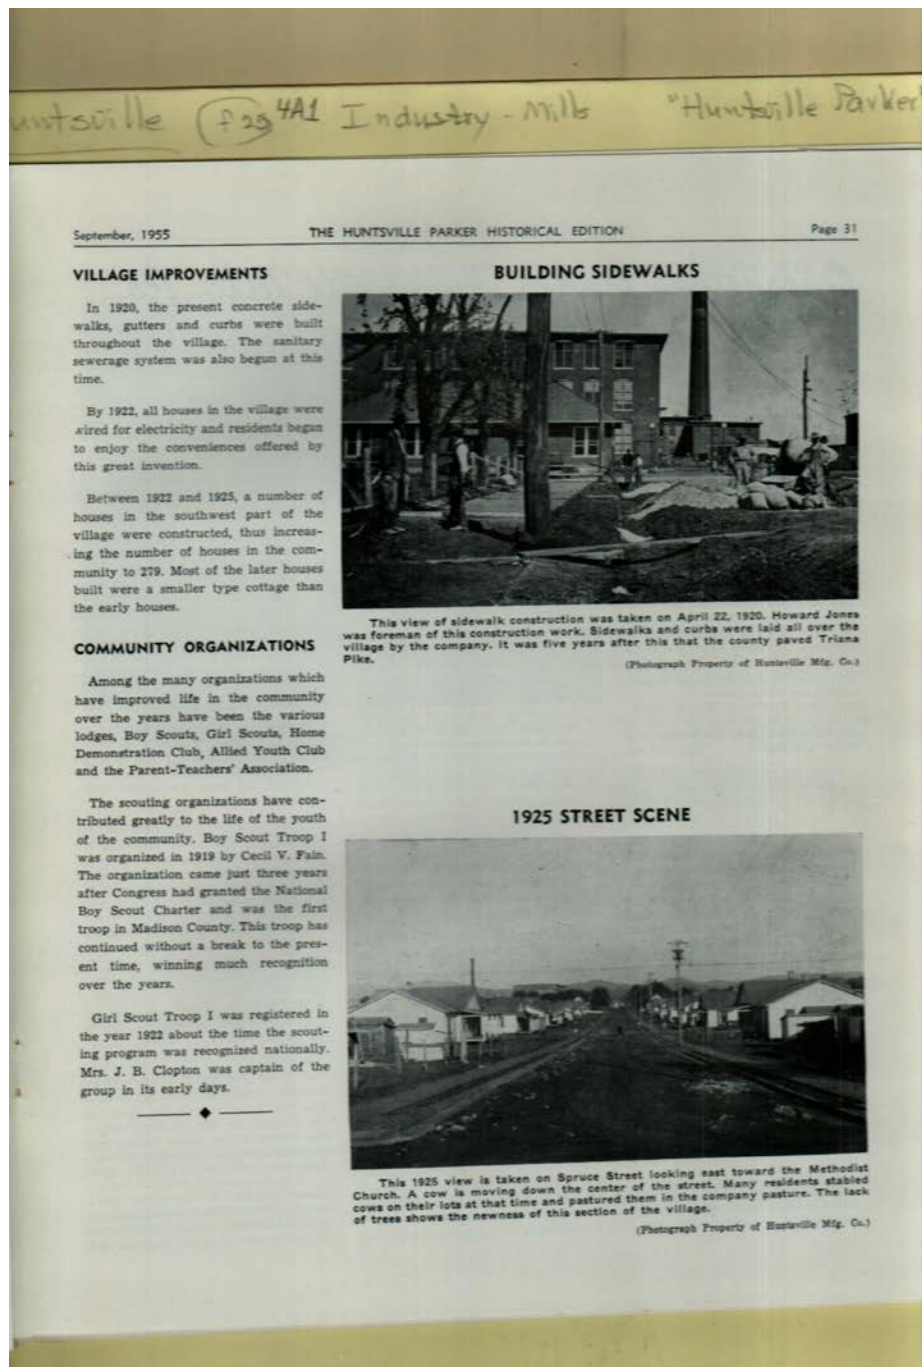 untsville f29 4A1 Industry - Mills "Huntsville Parker"
September, 1955 THE HUNTSVILLE PARKER HISTORICAL EDITION Page 31
VILLAGE IMPROVEMENTS
In 1920, the present concrete side-
walks, gutters and curbs were built
throughout the village. The sanitary
sewerage system was also begun at this
time.
By 1922, all houses in the village were
wired for electricity and residents began
to enjoy the conveniences offered by
this great invention.
Between 1922 and 1925, a number of
houses in the southwest part of the
village were constructed, thus increas-
ing the number of houses in the com-
munity to 279. Most of the later houses
built were a smaller type cottage than
the early houses.
COMMUNITY ORGANIZATIONS
Among the many organizations which
have improved life in the community
over the years have been the various
lodges, Boy Scouts, Girl Scouts, Home
Demonstration Club, Allied Youth Club
and the Parent-Teachers' Association.
The scouting organizations have con-
tributed greatly to the life of the youth
of the community. Boy Scout Troop I
was organized in 1919 by Cecil V. Fain.
The organization came just three years
after Congress had granted the National
Boy Scout Charter and was the first
troop in Madison County. This troop has
continued without a break to the pres-
ent time, winning much recognition
over the years.
Girl Scout Troop I was registered in
the year 1922 about the time the scout-
ing program was recognized nationally.
Mrs. J. B. Clopton was captain of the
group in its early days.
BUILDING SIDEWALKS
This view of sidewalk construction was taken on April 22, 1920. Howard Jones
was foreman of this construction work. Sidewalks and curbs were laid all over the
village by the company. It was five years after this that the county paved Triana
Pike.
(Photograph Property of Huntsville Mfg. Co.)
1925 STREET SCENE
This 1925 view is taken on Spruce Street looking east toward the Methodist
Church. A cow is moving down the center of the street. Many residents stabled
cows on their lots at that time and pastured them in the company pasture. The lack
of trees shows the newness of this section of the village.
(Photograph Property of Huntsville Mfg. Co.)